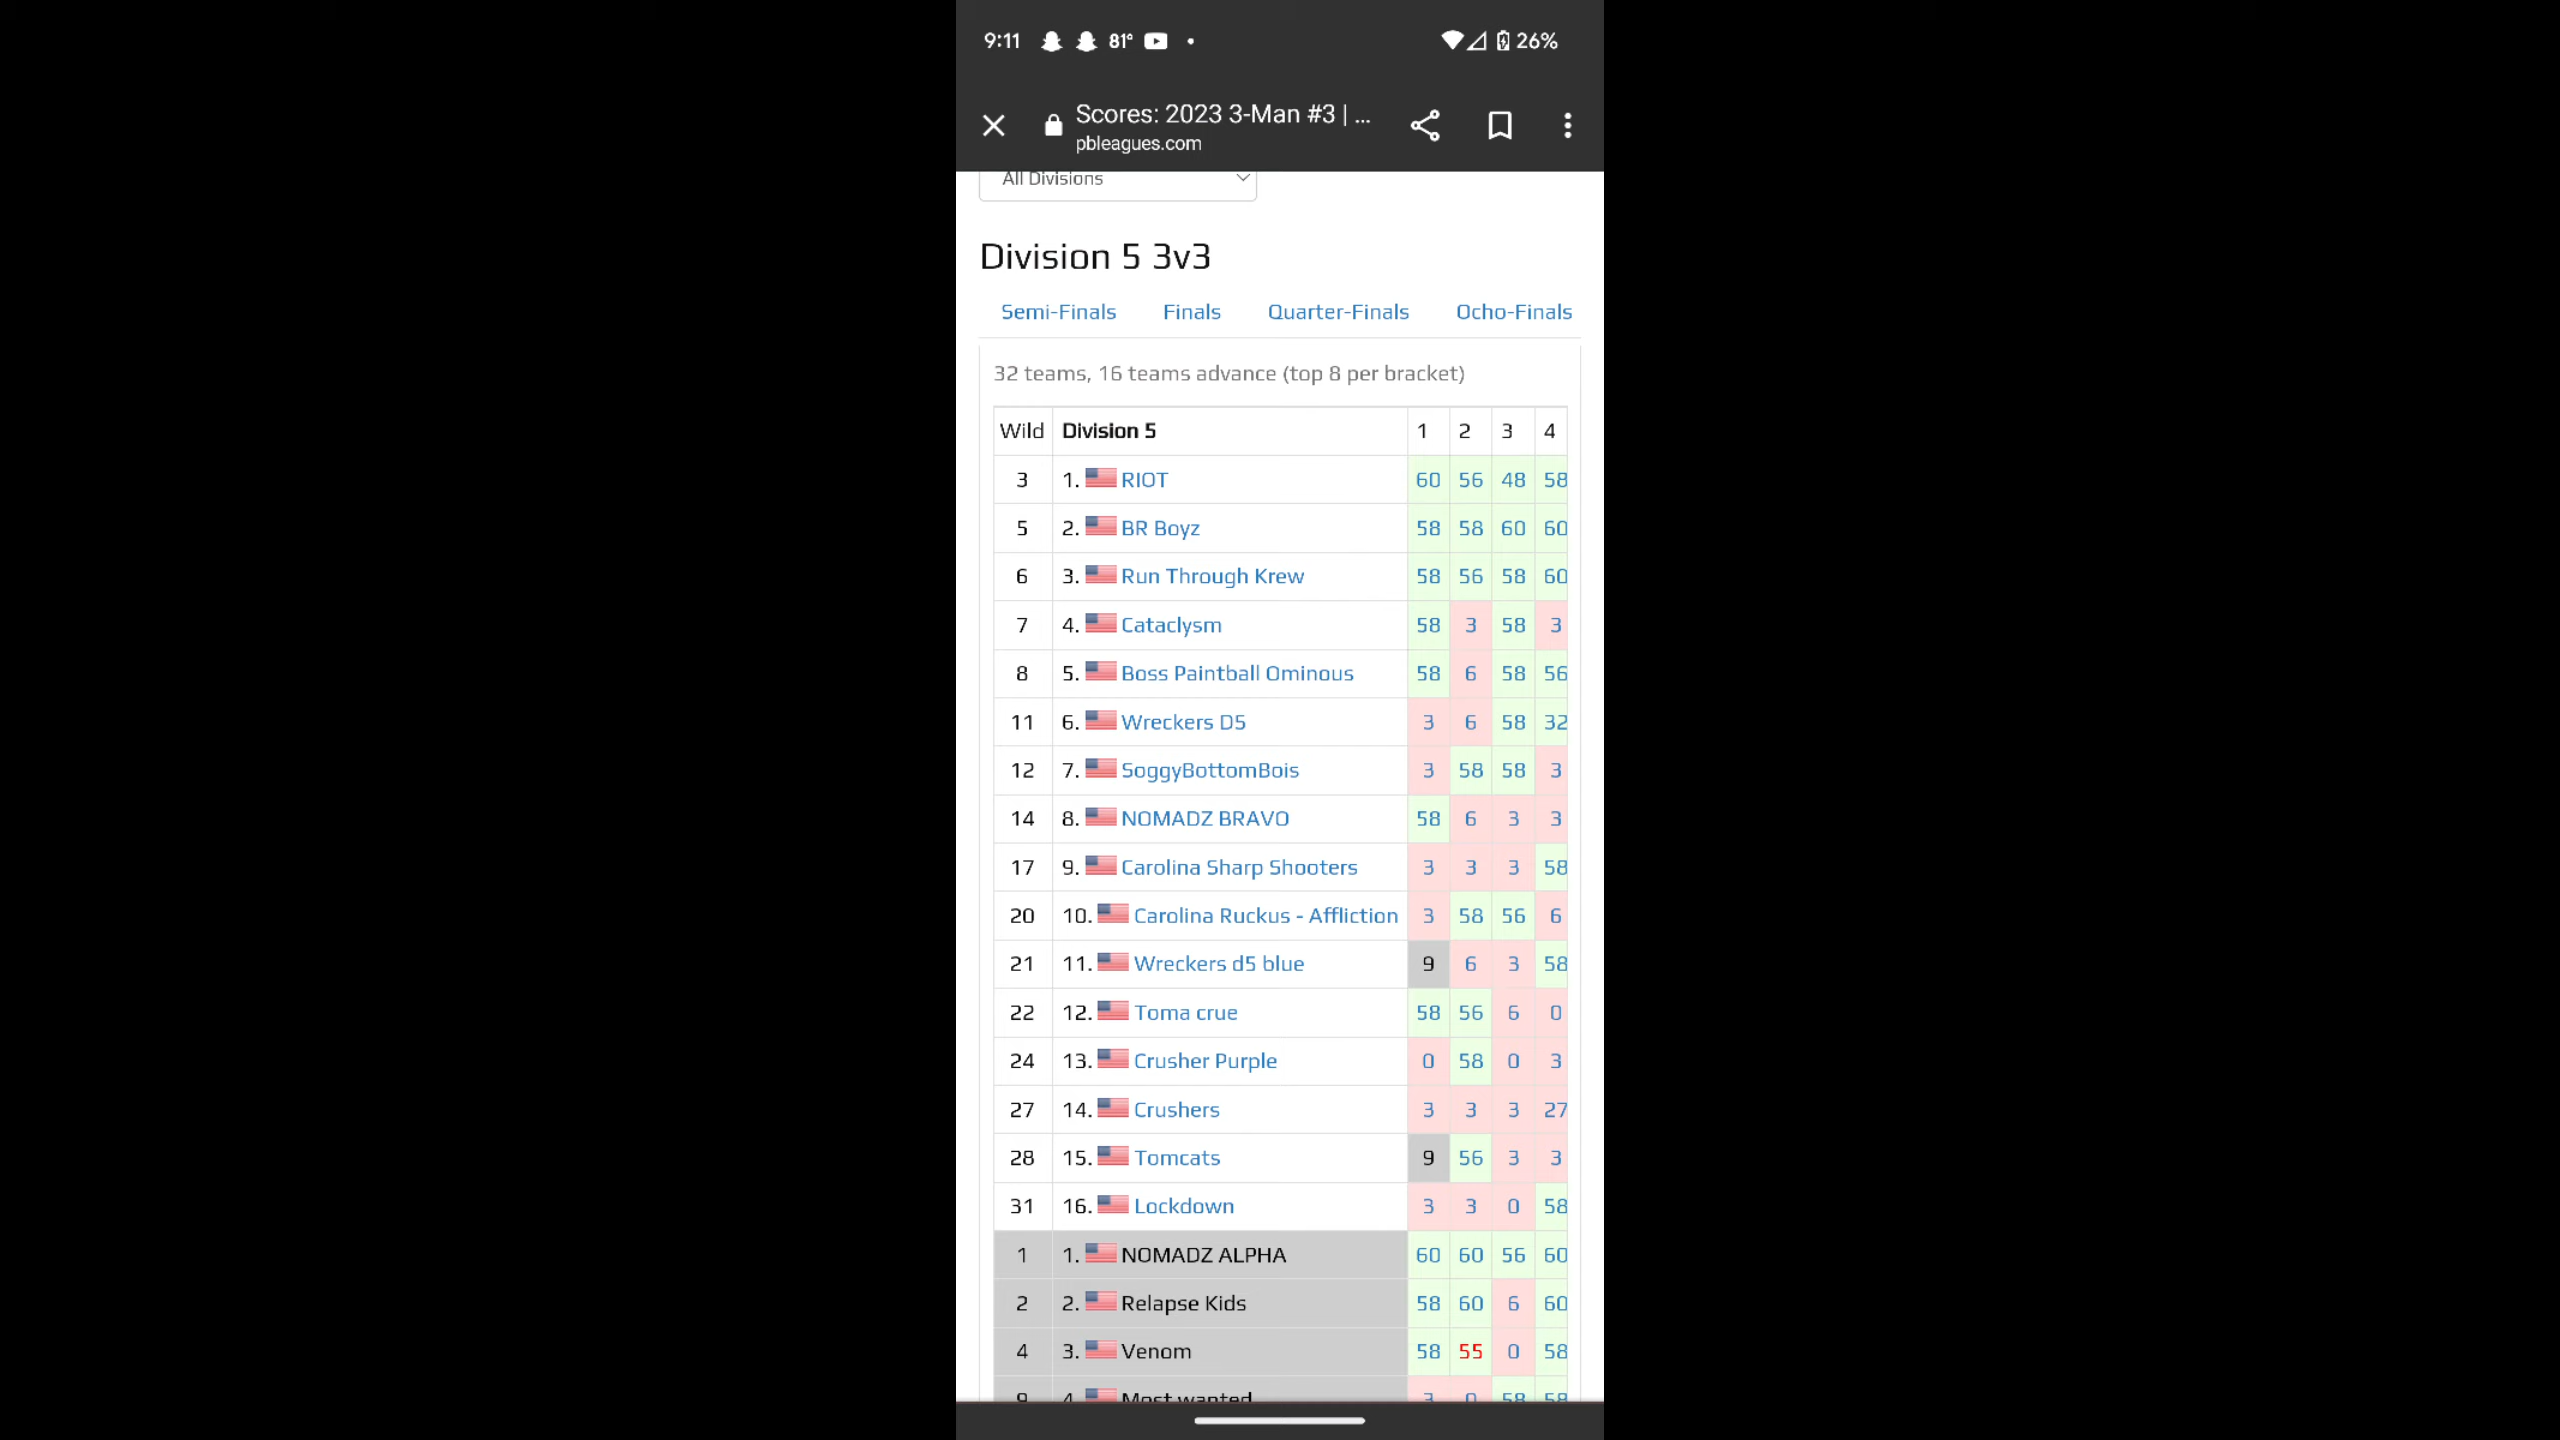 9:11 81° 26%
Scores: 2023 3-Man #3 | ...
pbleagues.com
All Divisions
Division 5 3v3
Semi-Finals Finals Quarter-Finals Ocho-Finals
32 teams, 16 teams advance (top 8 per bracket)
Wild Division 5 1 2 3 4
3 1. RIOT 60 56 48 58
5 2. BR Boyz 58 58 60 60
6 3. Run Through Krew 58 56 58 60
7 4. Cataclysm 58 3 58 3
8 5. Boss Paintball Ominous 58 6 58 56
11 6. Wreckers D5 3 6 58 32
12 7. SoggyBottomBois 3 58 58 3
14 8. NOMADZ BRAVO 58 6 3 3
17 9. Carolina Sharp Shooters 3 3 3 58
20 10. Carolina Ruckus - Affliction 3 58 56 6
21 11. Wreckers d5 blue 9 6 3 58
22 12. Toma crue 58 56 6 0
24 13. Crusher Purple 0 58 0 3
27 14. Crushers 3 3 3 27
28 15. Tomcats 9 56 3 3
31 16. Lockdown 3 3 0 58
1 1. NOMADZ ALPHA 60 60 56 60
2 2. Relapse Kids 58 60 6 60
4 3. Venom 58 55 0 58
9 4. Most wanted 3 0 58 58